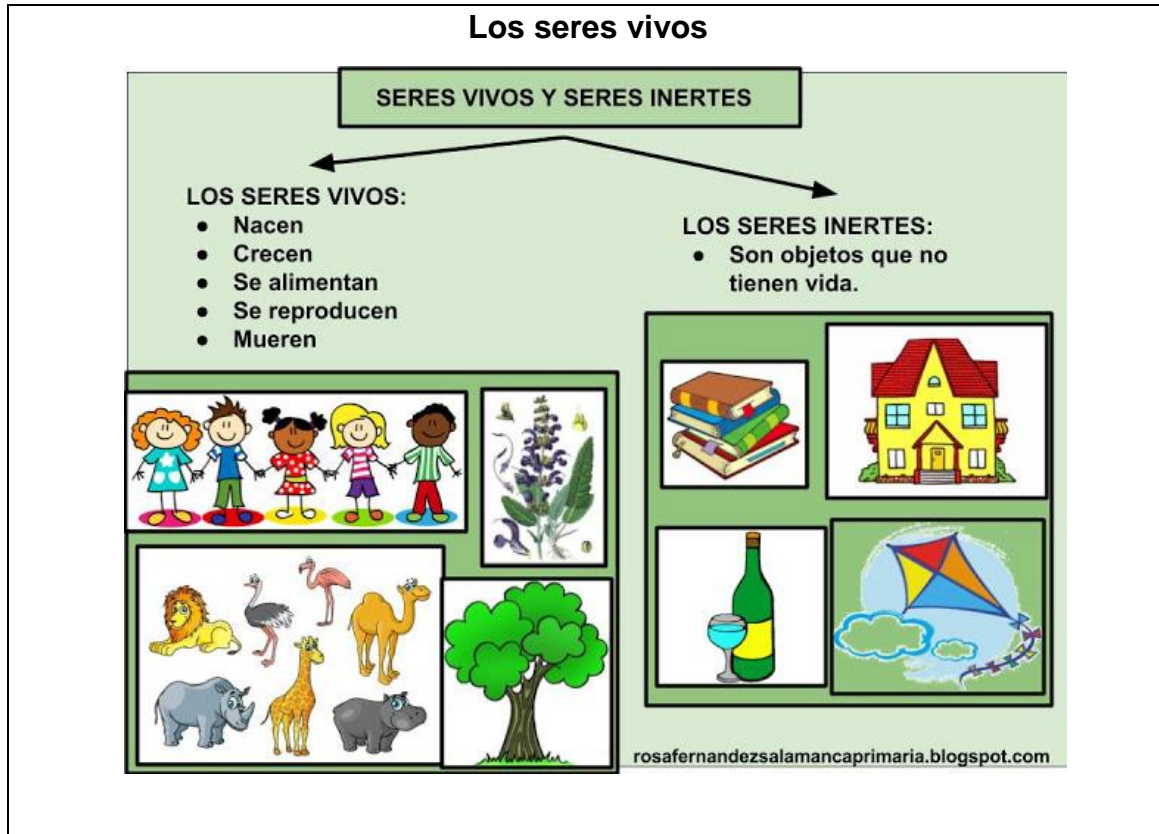 Los seres vivos
SERES VIVOS Y SERES INERTES
LOS SERES VIVOS:
● Nacen
● Crecen
● Se alimentan
● Se reproducen
● Mueren
LOS SERES INERTES:
● Son objetos que no
tienen vida.
rosafernandezsalamancaprimaria.blogspot.com